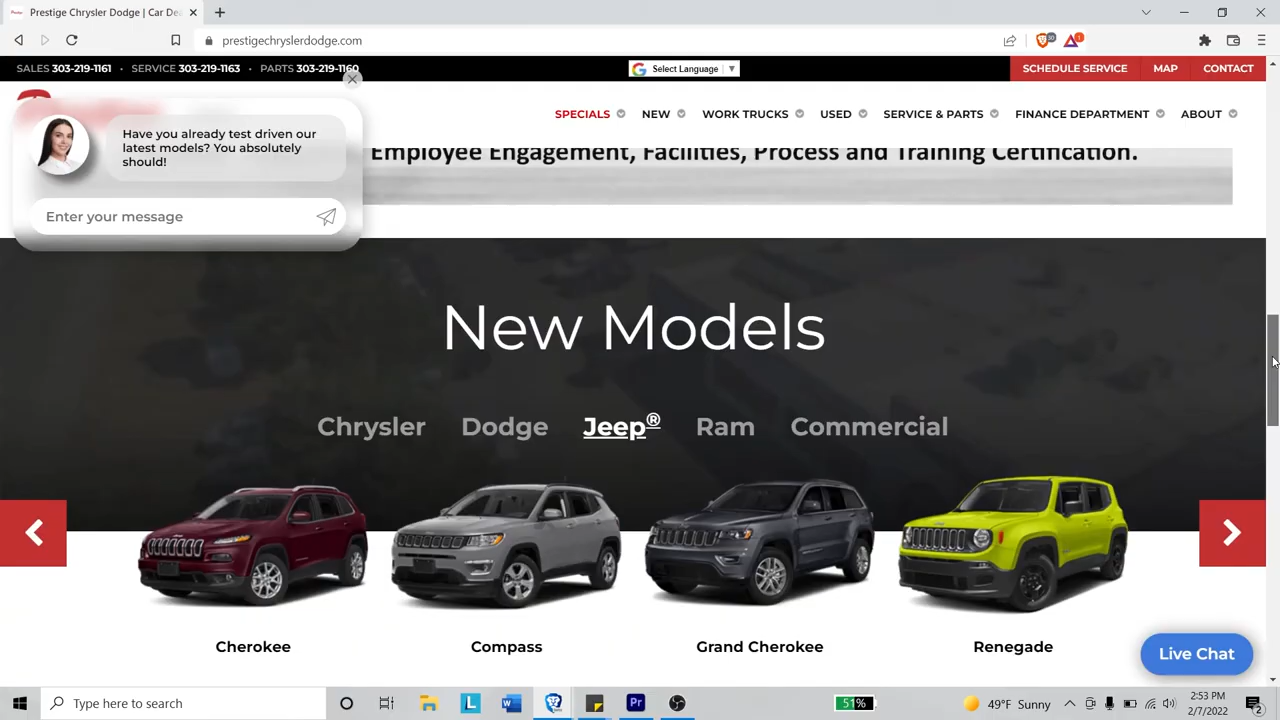 Prestige Chrysler Dodge | Car De
prestigechryslerdodge.com
SALES 303-219-1161 • SERVICE 303-219-1163 • PARTS 303-219-1160
Select Language ▼
SCHEDULE SERVICE MAP CONTACT
SPECIALS NEW WORK TRUCKS USED SERVICE & PARTS FINANCE DEPARTMENT ABOUT
Have you already test driven our
latest models? You absolutely
should!
Enter your message
Employee Engagement, Facilities, Process and Training Certification.
New Models
Chrysler Dodge Jeep® Ram Commercial
Cherokee Compass Grand Cherokee Renegade
Live Chat
Type here to search
51%
49°F Sunny
2:53 PM
2/7/2022
2